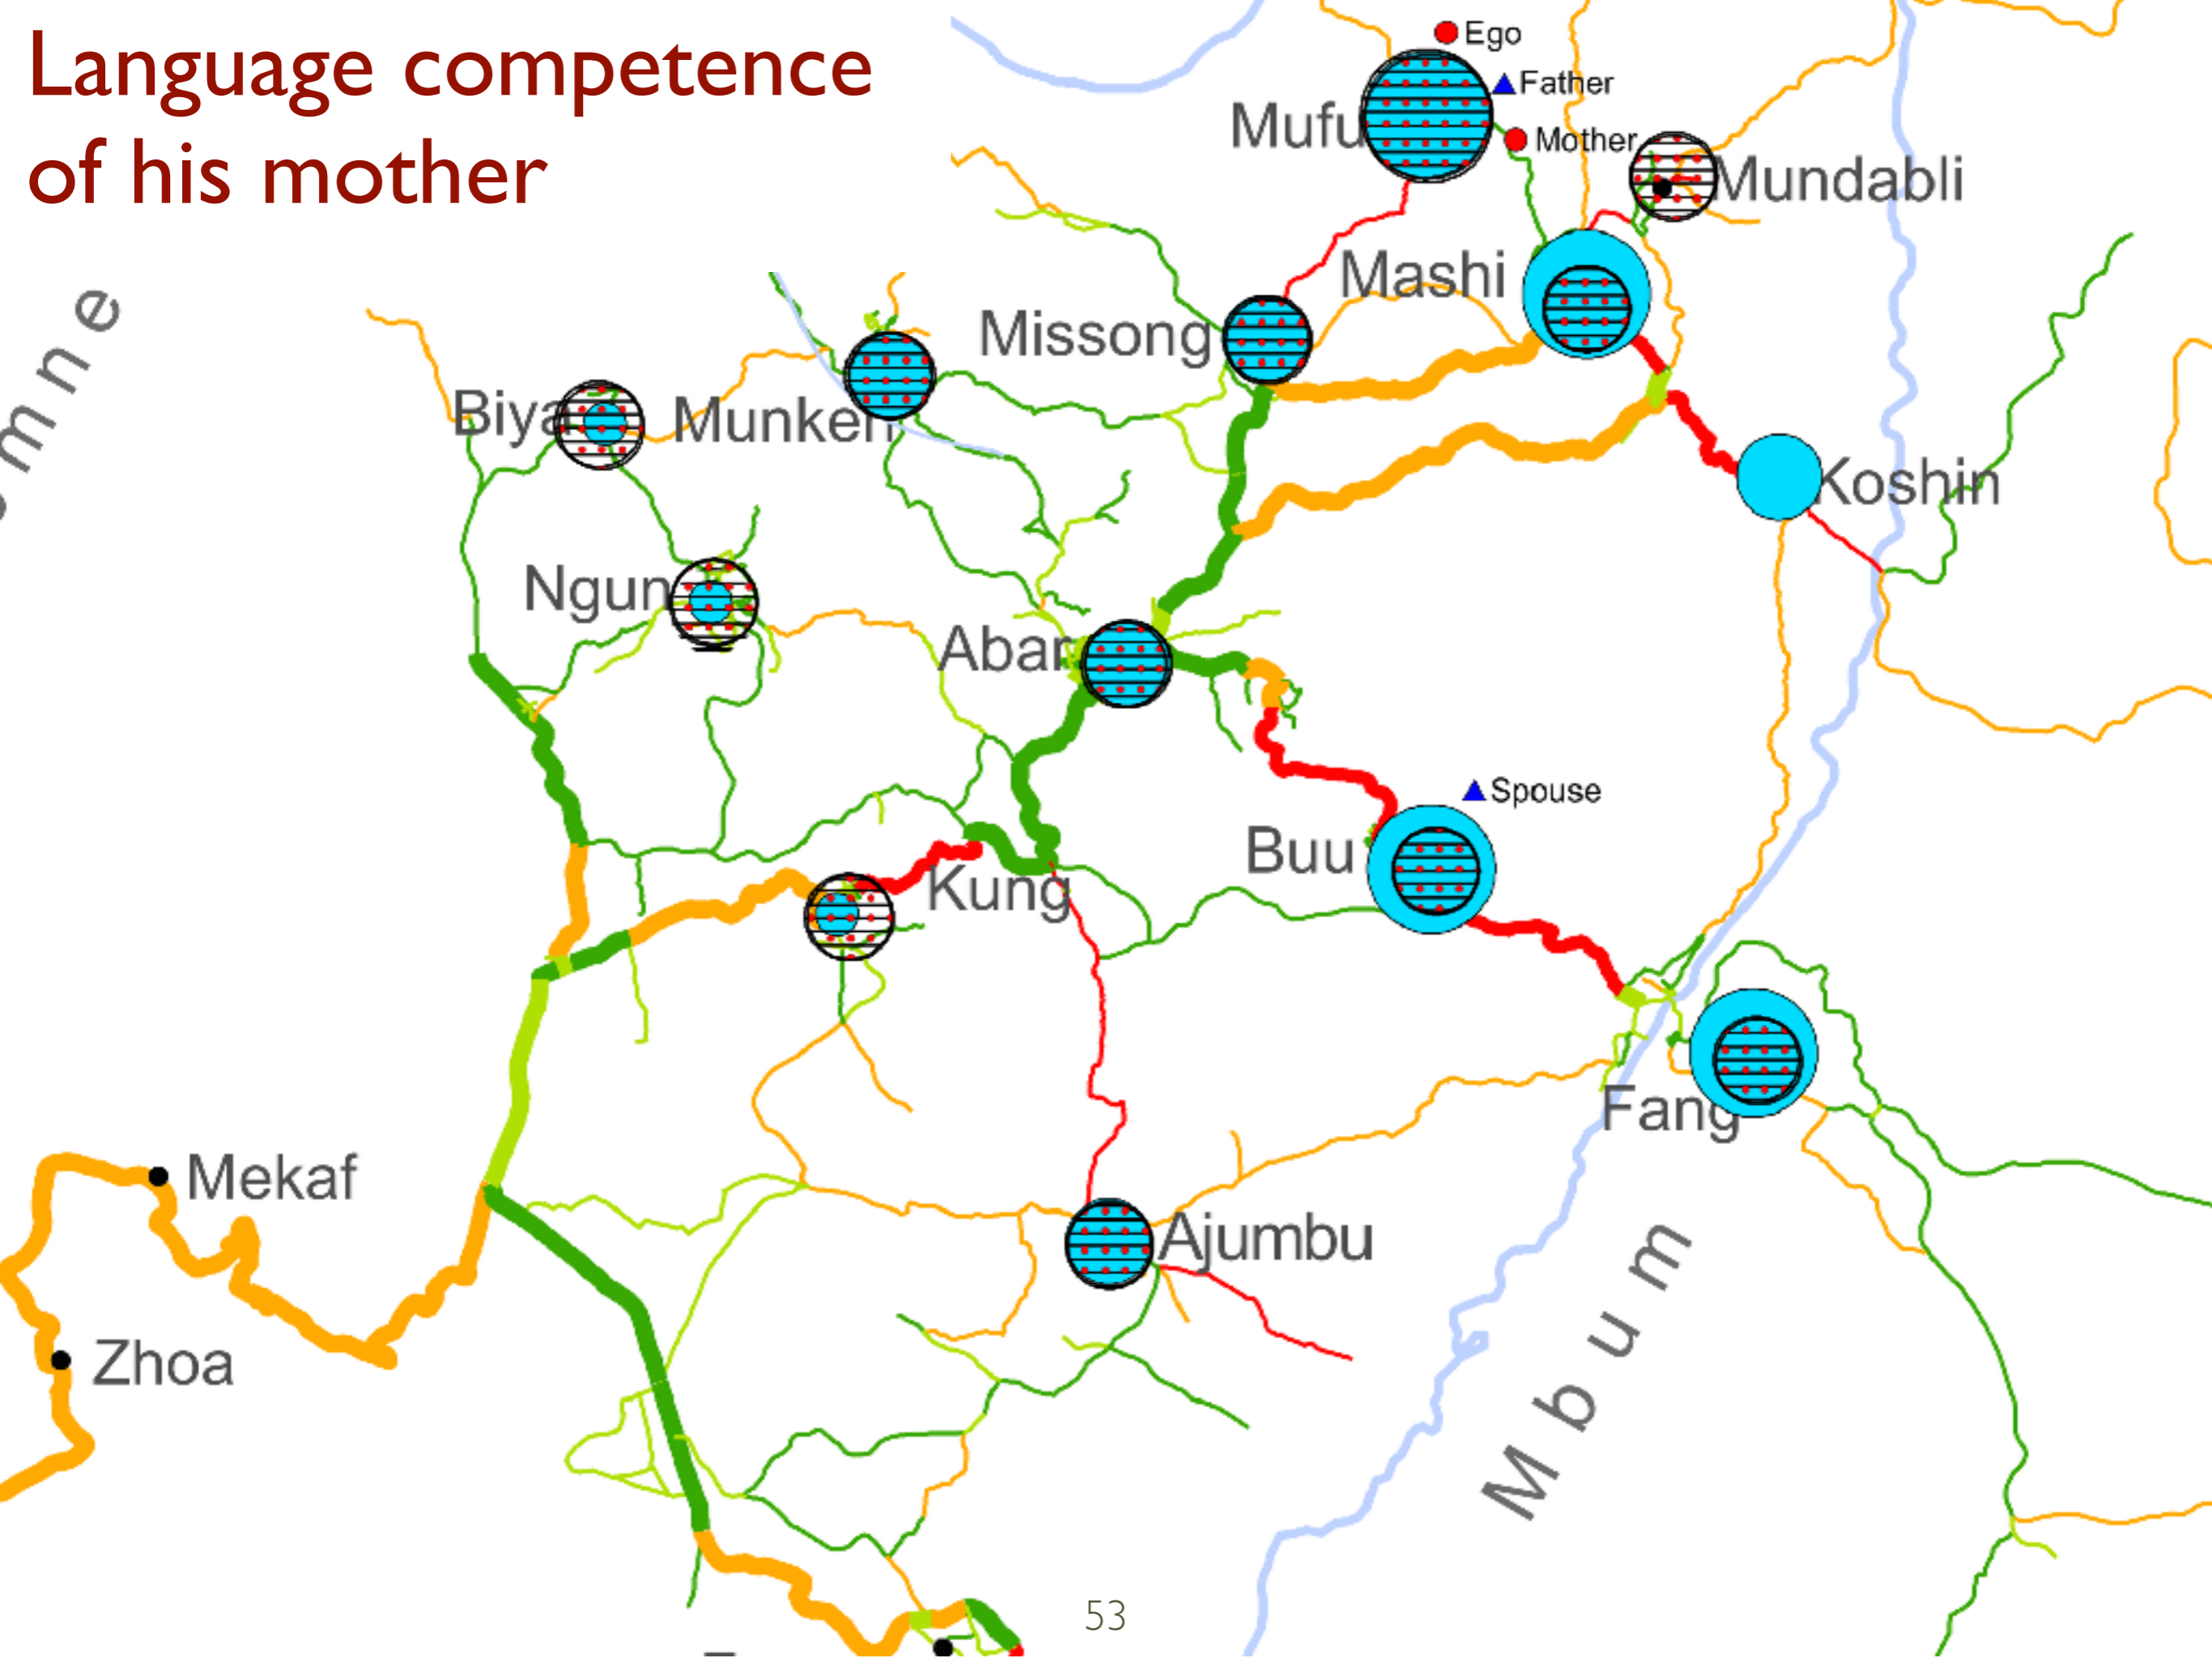 Language competence
of his mother
Ego
Father
Mufu
Mother
Mundabli
Mashi
Missong
Biya
Munken
Koshin
Ngun
Abar
Spouse
Buu
Kung
Fang
Mekaf
Ajumbu
Zhoa
Mbum
53